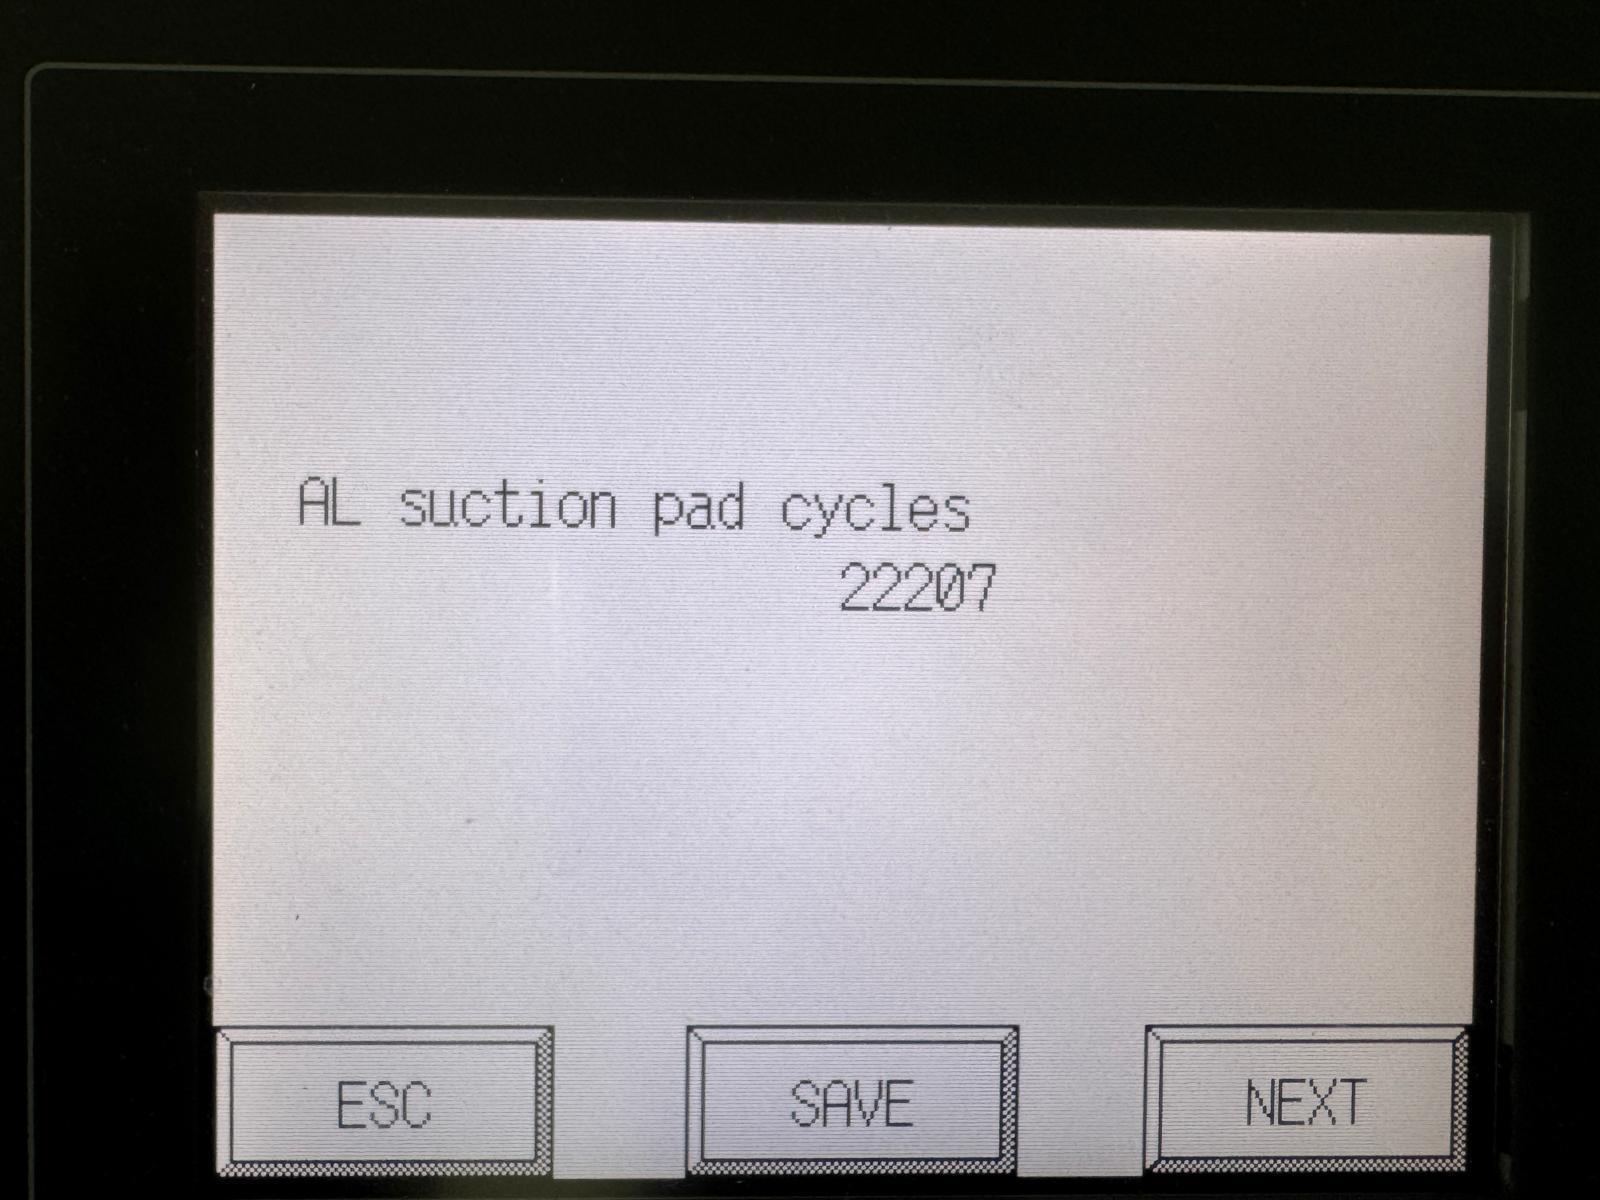 AL suction pad cycles
22207
ESC
SAVE
NEXT